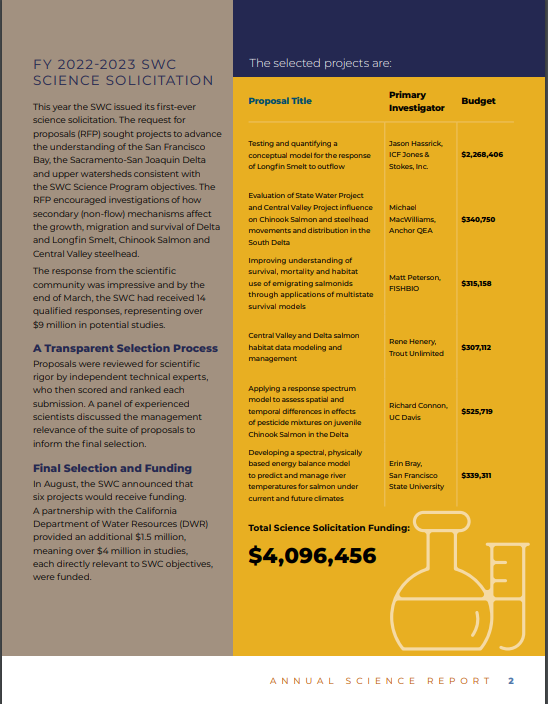 FY 2022-2023 SWC
SCIENCE SOLICITATION
This year the SWC issued its first-ever
science solicitation. The request for
proposals (RFP) sought projects to advance
the understanding of the San Francisco
Bay, the Sacramento-San Joaquin Delta
and upper watersheds consistent with
the SWC Science Program objectives. The
RFP encouraged investigations of how
secondary (non-flow) mechanisms affect
the growth, migration and survival of Delta
and Longfin Smelt, Chinook Salmon and
Central Valley steelhead.
The response from the scientific
community was impressive and by the
end of March, the SWC had received 14
qualified responses, representing over
$9 million in potential studies.
A Transparent Selection Process
Proposals were reviewed for scientific
rigor by independent technical experts,
who then scored and ranked each
submission. A panel of experienced
scientists discussed the management
relevance of the suite of proposals to
inform the final selection.
Final Selection and Funding
In August, the SWC announced that
six projects would receive funding.
A partnership with the California
Department of Water Resources (DWR)
provided an additional $1.5 million,
meaning over $4 million in studies,
each directly relevant to SWC objectives,
were funded.
The selected projects are:
Proposal Title
Primary
Investigator
Budget
Testing and quantifying a
conceptual model for the response
of Longfin Smelt to outflow
Jason Hassrick,
ICF Jones &
Stokes, Inc.
$2,268,406
Evaluation of State Water Project
and Central Valley Project influence
on Chinook Salmon and steelhead
movements and distribution in the
South Delta
Michael
MacWilliams,
Anchor QEA
$340,750
Improving understanding of
survival, mortality and habitat
use of emigrating salmonids
through applications of multistate
survival models
Matt Peterson,
FISHBIO
$315,158
Central Valley and Delta salmon
habitat data modeling and
management
Rene Henery,
Trout Unlimited
$307,112
Applying a response spectrum
model to assess spatial and
temporal differences in effects
of pesticide mixtures on juvenile
Chinook Salmon in the Delta
Richard Connon,
UC Davis
$525,719
Developing a spectral, physically
based energy balance model
to predict and manage river
temperatures for salmon under
current and future climates
Erin Bray,
San Francisco
State University
$339,311
Total Science Solicitation Funding:
$4,096,456
ANNUAL SCIENCE REPORT 2